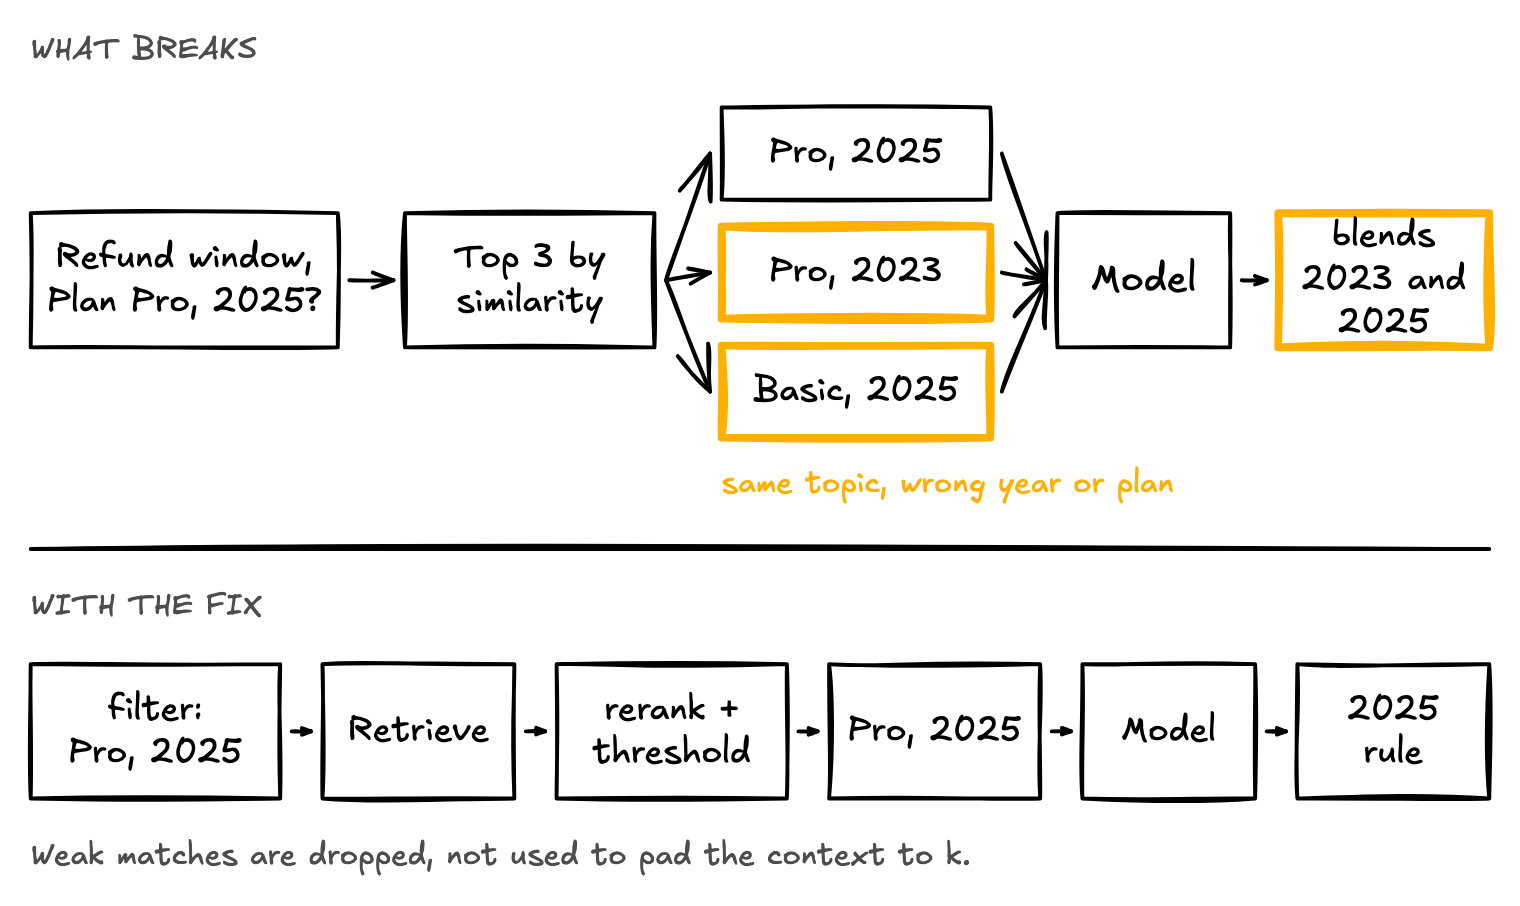 WHAT BREAKS
Refund window,
Plan Pro, 2025?
Top 3 by
similarity
Pro, 2025
Pro, 2023
Basic, 2025
Model
blends
2023 and
2025
same topic, wrong year or plan
WITH THE FIX
filter:
Pro, 2025
Retrieve
rerank +
threshold
Pro, 2025
Model
2025
rule
Weak matches are dropped, not used to pad the context to k.